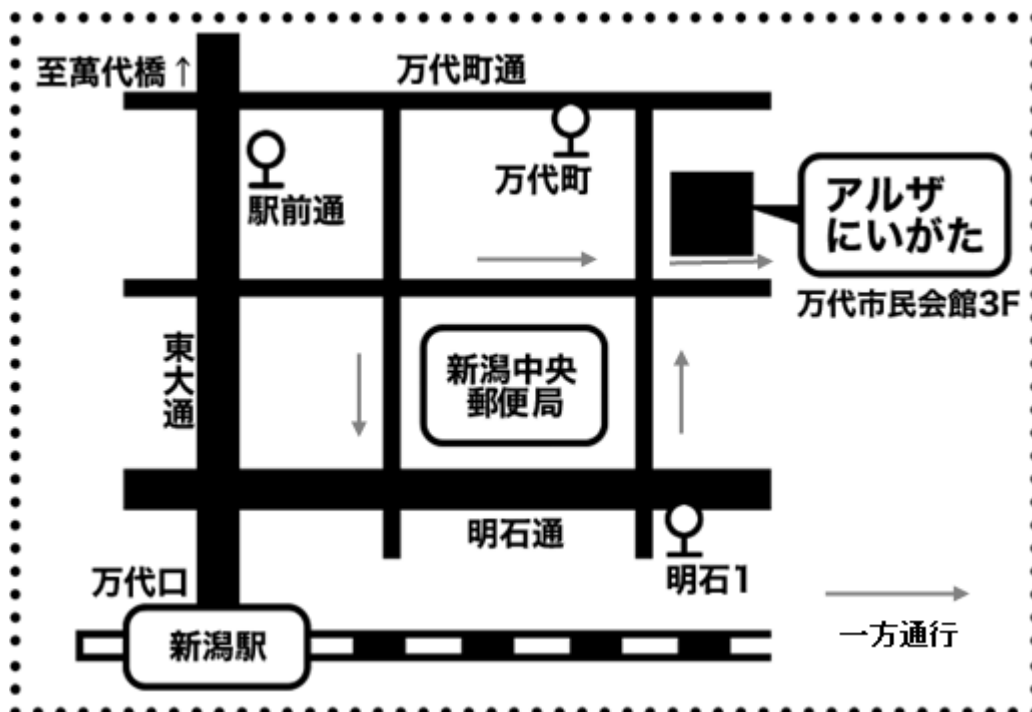 至萬代橋↑
万代町通
万代町
駅前通
アルザ
にいがた
万代市民会館3F
東大通
新潟中央
郵便局
明石通
明石1
万代口
新潟駅
一方通行